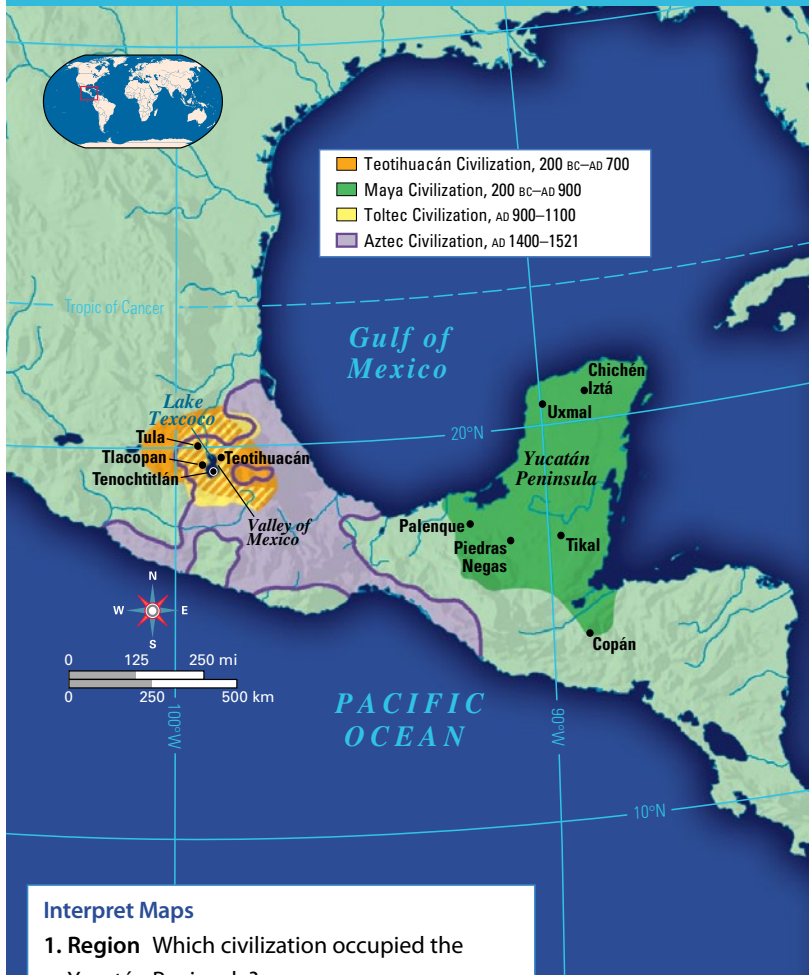 Teotihuacán Civilization, 200 BC–AD 700
Maya Civilization, 200 BC–AD 900
Toltec Civilization, AD 900–1100
Aztec Civilization, AD 1400–1521
Tropic of Cancer
Gulf of
Mexico
Chichén
Iztá
Uxmal
Lake
Texcoco
20°N
Tula
Tlacopan
Teotihuacán
Tenochtitlán
Yucatán
Peninsula
Valley of
Mexico
Palenque
Piedras
Negas
Tikal
N
W
E
S
Copán
0 125 250 mi
0 250 500 km
PACIFIC
OCEAN
100°W
90°W
10°N
Interpret Maps
1. Region Which civilization occupied the
Yucatán Peninsula?